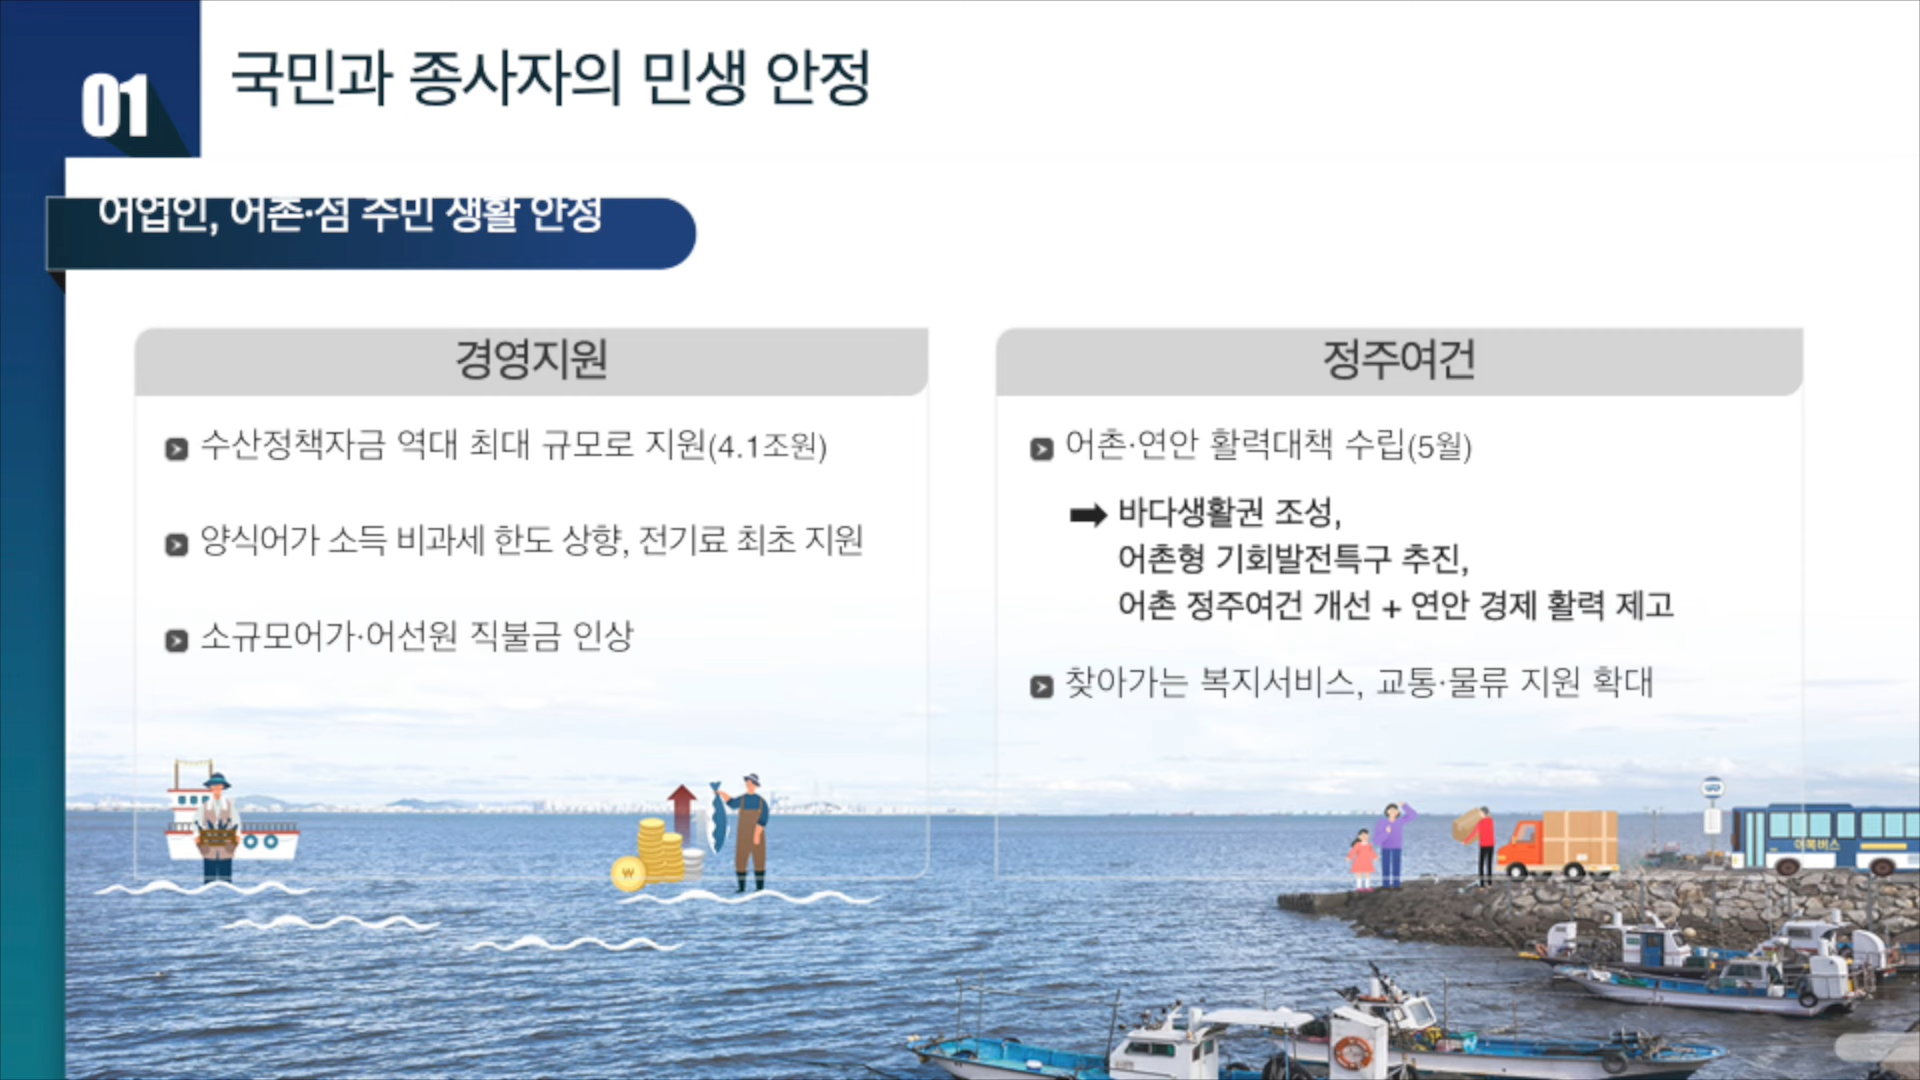 01
국민과 종사자의 민생 안정
어업인, 어촌·섬 주민 생활 안정
경영지원
수산정책자금 역대 최대 규모로 지원(4.1조원)
양식어가 소득 비과세 한도 상향, 전기료 최초 지원
소규모어가·어선원 직불금 인상
정주여건
어촌·연안 활력대책 수립(5월)
바다생활권 조성,
어촌형 기회발전특구 추진,
어촌 정주여건 개선 + 연안 경제 활력 제고
찾아가는 복지서비스, 교통·물류 지원 확대
₩